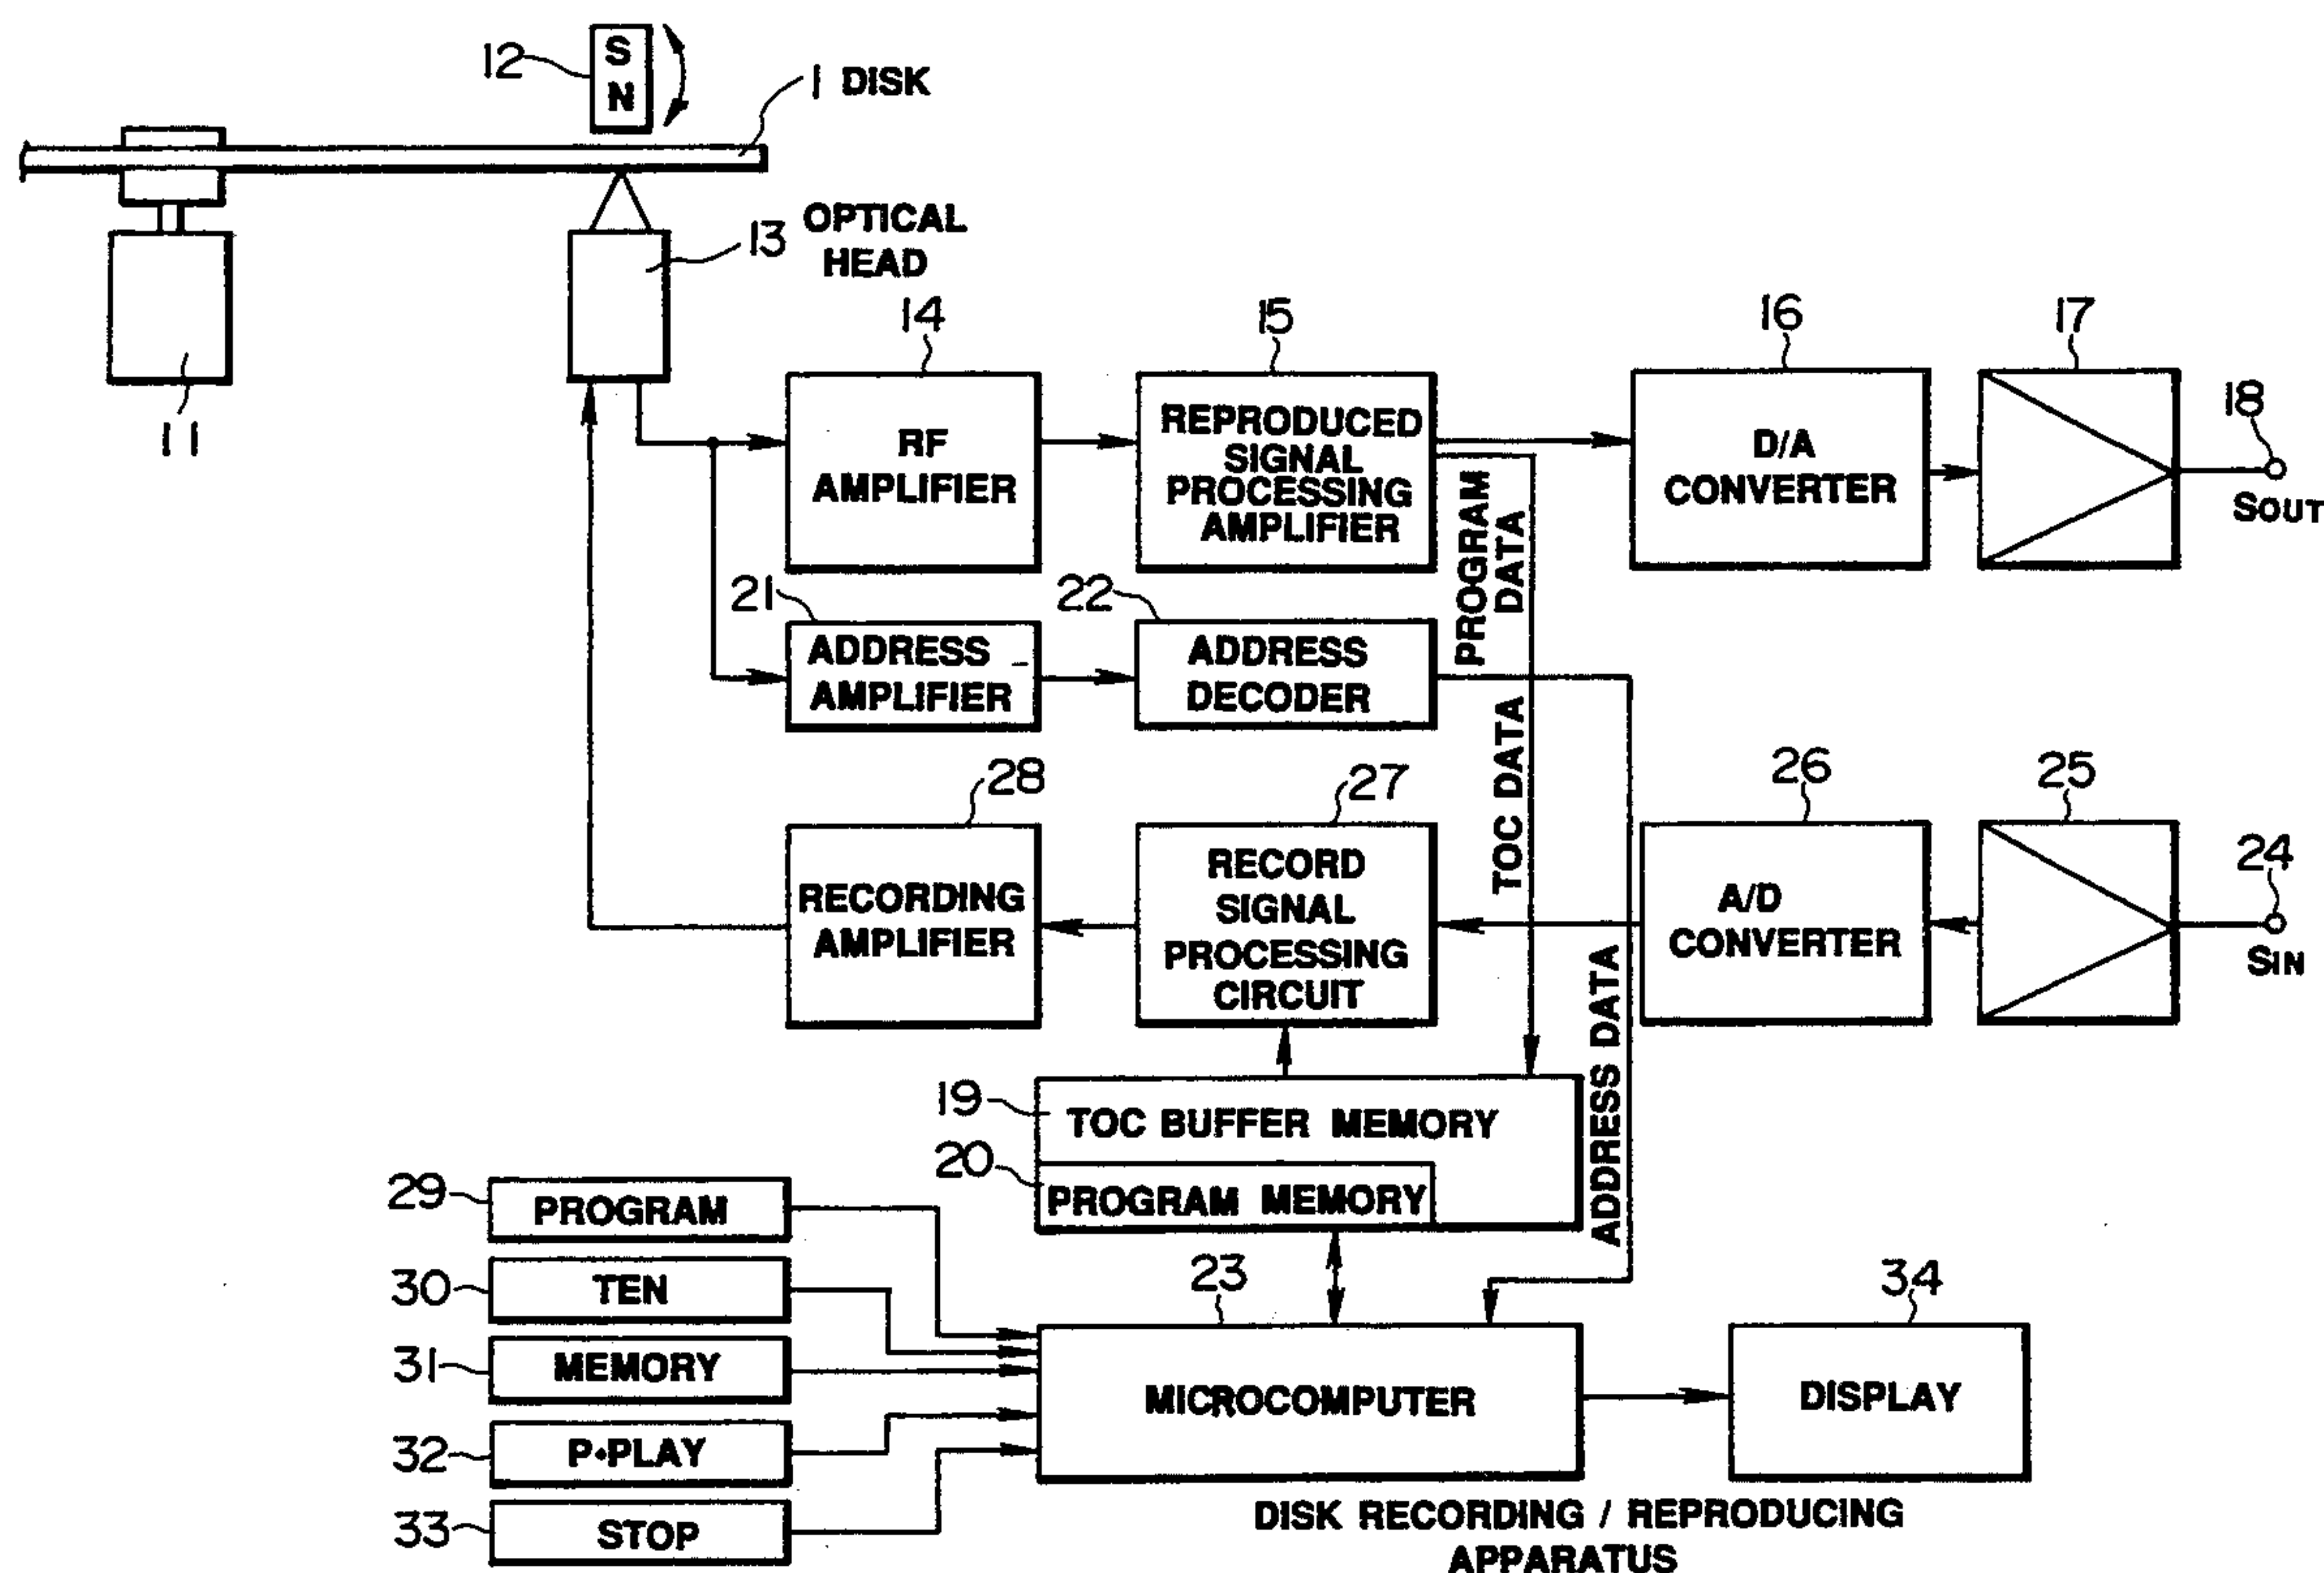 12
S
N
1 DISK
11
13
OPTICAL
HEAD
14
RF
AMPLIFIER
15
REPRODUCED
SIGNAL
PROCESSING
AMPLIFIER
16
D/A
CONVERTER
17
18
SOUT
PROGRAM
DATA
TOC DATA
21
ADDRESS
AMPLIFIER
22
ADDRESS
DECODER
28
RECORDING
AMPLIFIER
27
RECORD
SIGNAL
PROCESSING
CIRCUIT
26
A/D
CONVERTER
25
24
SIN
ADDRESS DATA
19
TOC BUFFER MEMORY
20
PROGRAM MEMORY
29
PROGRAM
30
TEN
31
MEMORY
32
P•PLAY
33
STOP
23
MICROCOMPUTER
34
DISPLAY
DISK RECORDING / REPRODUCING
APPARATUS